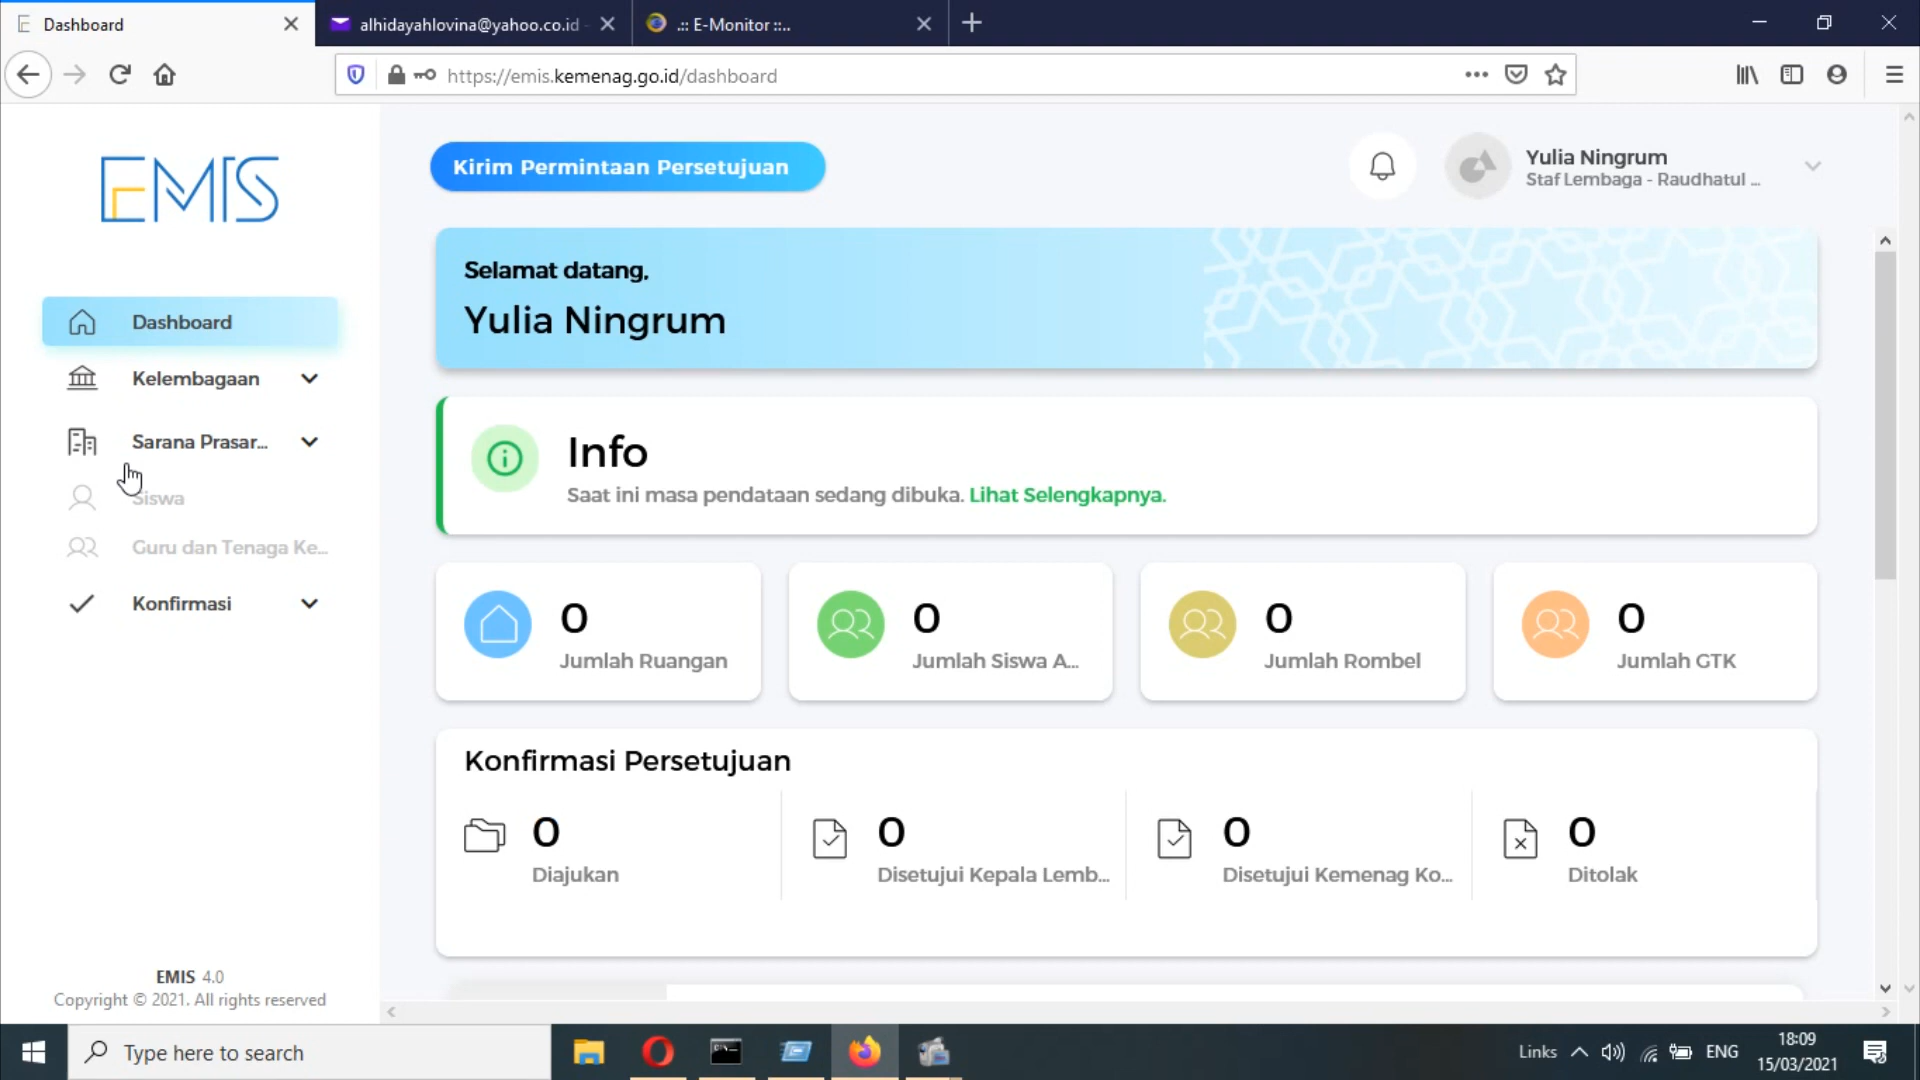 Dashboard
alhidayahlovina@yahoo.co.id -
.:: E-Monitor ::..
https://emis.kemenag.go.id/dashboard
EMIS
Kirim Permintaan Persetujuan
Yulia Ningrum
Staf Lembaga - Raudhatul ...
Selamat datang,
Yulia Ningrum
Dashboard
Kelembagaan
Sarana Prasar...
Siswa
Guru dan Tenaga Ke...
Konfirmasi
Info
Saat ini masa pendataan sedang dibuka. Lihat Selengkapnya.
0
Jumlah Ruangan
0
Jumlah Siswa A...
0
Jumlah Rombel
0
Jumlah GTK
Konfirmasi Persetujuan
0
Diajukan
0
Disetujui Kepala Lemb...
0
Disetujui Kemenag Ko...
0
Ditolak
EMIS 4.0
Copyright © 2021. All rights reserved
Type here to search
Links
ENG
18:09
15/03/2021